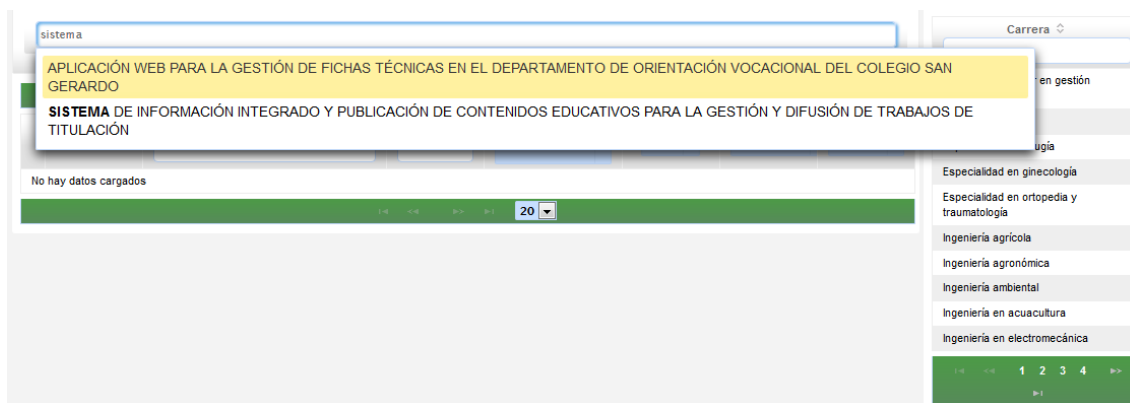 sistema
APLICACIÓN WEB PARA LA GESTIÓN DE FICHAS TÉCNICAS EN EL DEPARTAMENTO DE ORIENTACIÓN VOCACIONAL DEL COLEGIO SAN
GERARDO
SISTEMA DE INFORMACIÓN INTEGRADO Y PUBLICACIÓN DE CONTENIDOS EDUCATIVOS PARA LA GESTIÓN Y DIFUSIÓN DE TRABAJOS DE
TITULACIÓN
No hay datos cargados
20
Carrera
en gestión
Especialidad en ginecología
Especialidad en ortopedia y
traumatología
Ingeniería agrícola
Ingeniería agronómica
Ingeniería ambiental
Ingeniería en acuacultura
Ingeniería en electromecánica
1 2 3 4